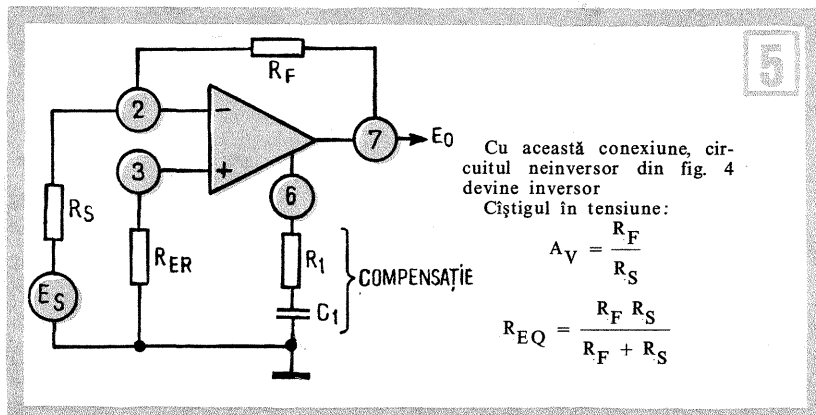 5
R_F
2
−
7
E_0
3
+
6
R_S
R_ER
R_1
COMPENSAȚIE
E_S
C_1
Cu această conexiune, cir-
cuitul neinversor din fig. 4
devine inversor
Cîștigul în tensiune:
A_V = R_F / R_S
R_EQ = R_F R_S / R_F + R_S